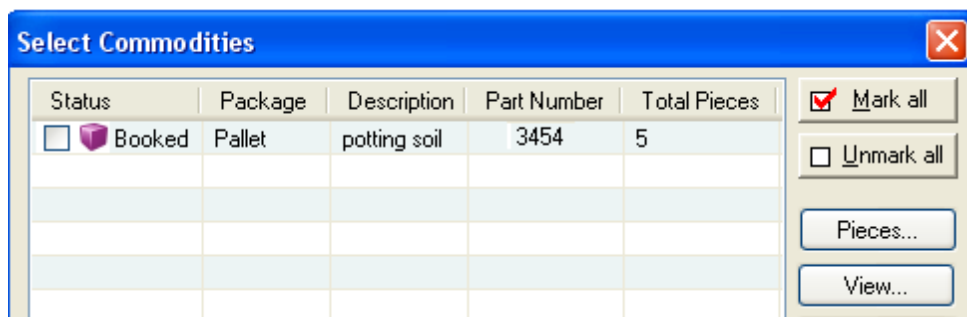 Select Commodities
Status Package Description Part Number Total Pieces
Booked Pallet potting soil 3454 5
Mark all
Unmark all
Pieces...
View...